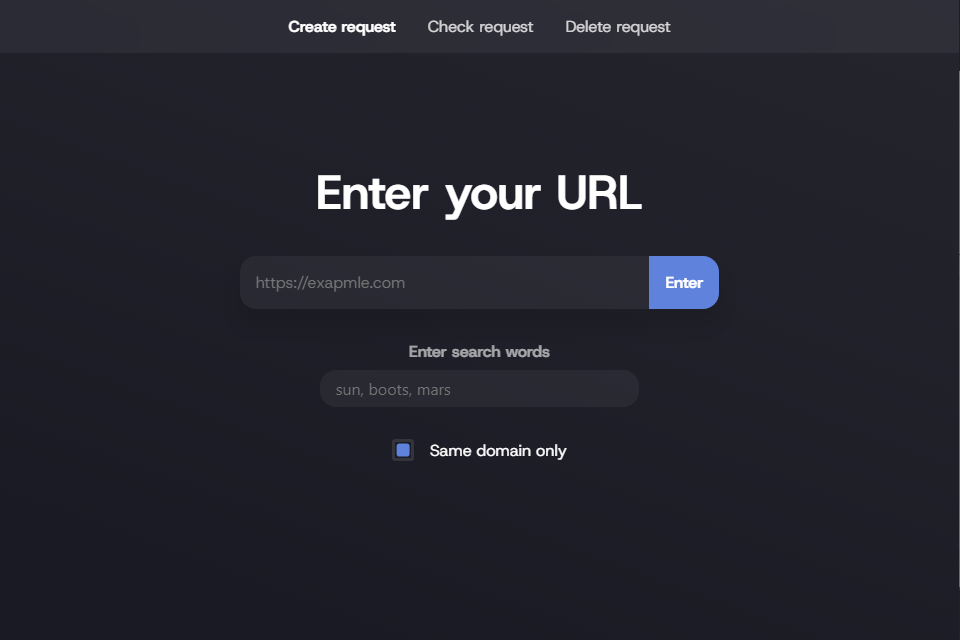 Create request Check request Delete request
Enter your URL
https://exapmle.com Enter
Enter search words
sun, boots, mars
Same domain only